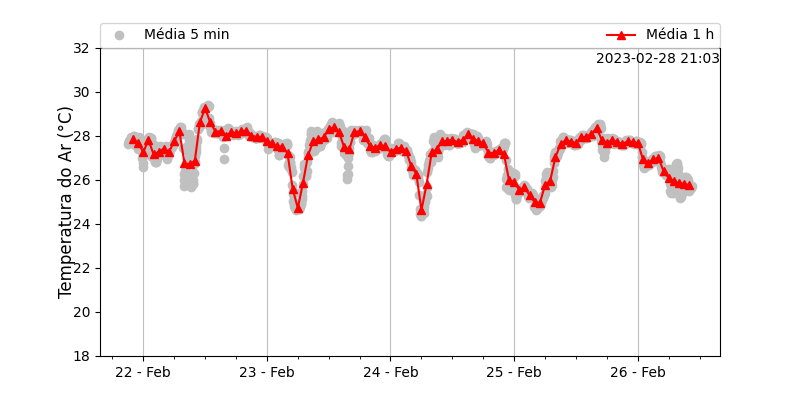 Média 5 min
Média 1 h
2023-02-28 21:03
Temperatura do Ar (°C)
32
30
28
26
24
22
20
18
22 - Feb
23 - Feb
24 - Feb
25 - Feb
26 - Feb